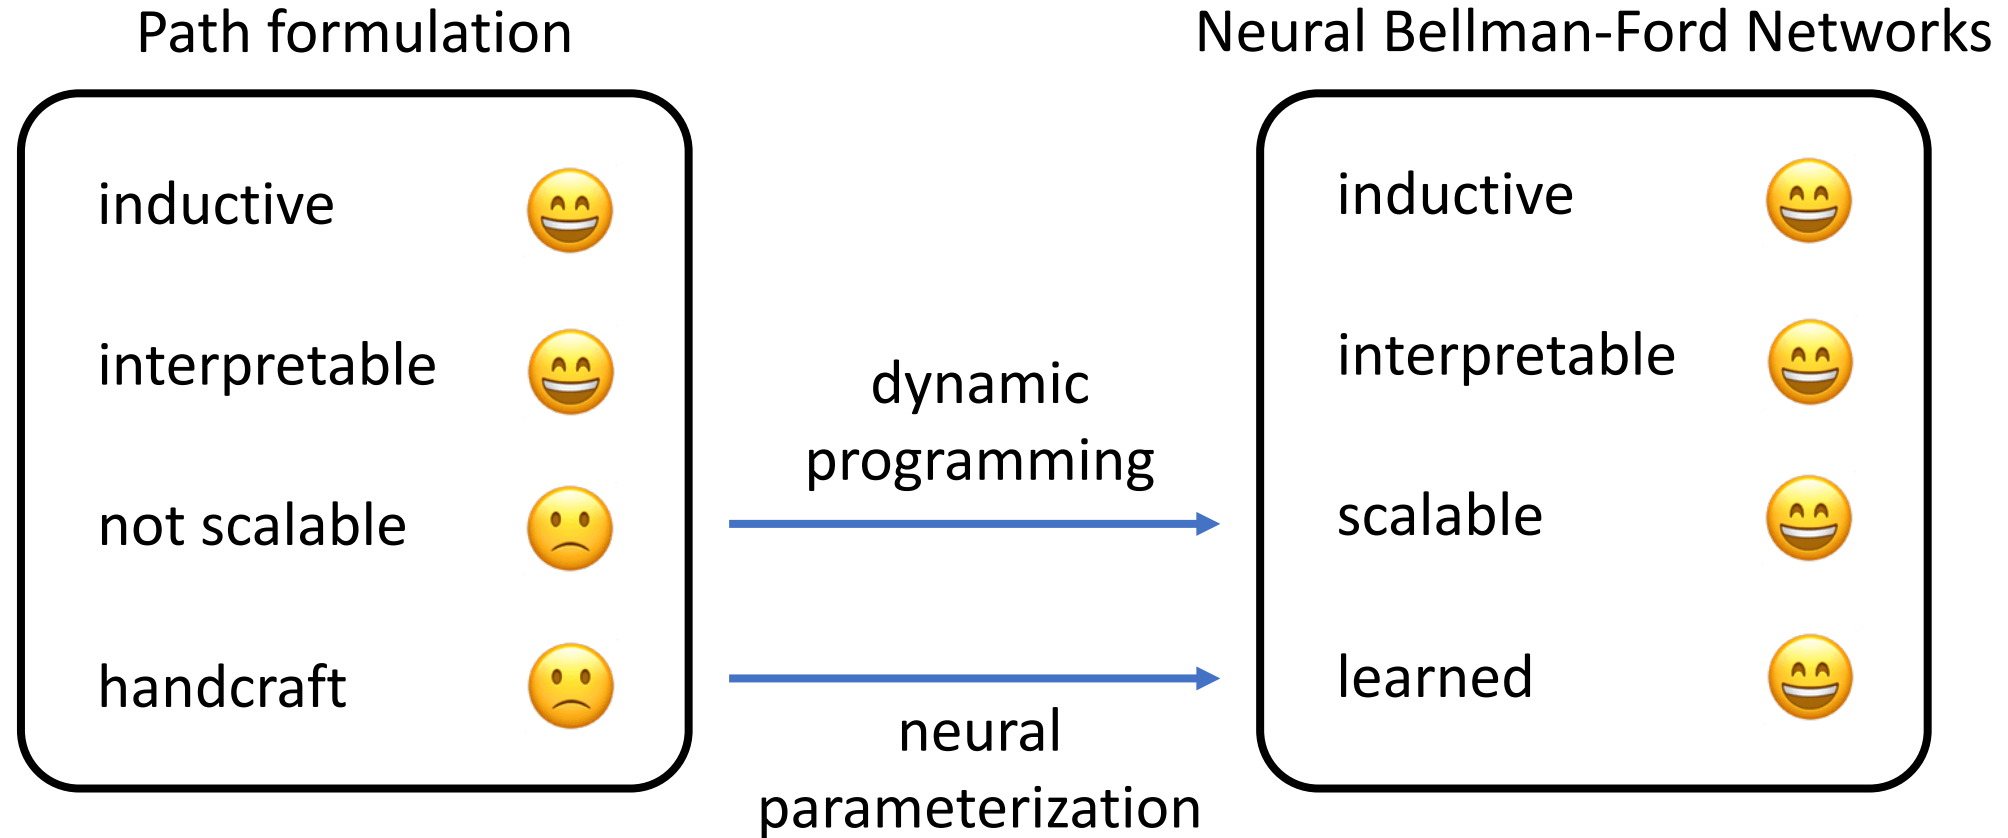 Path formulation
inductive
interpretable
not scalable
handcraft
dynamic
programming
neural
parameterization
Neural Bellman-Ford Networks
inductive
interpretable
scalable
learned